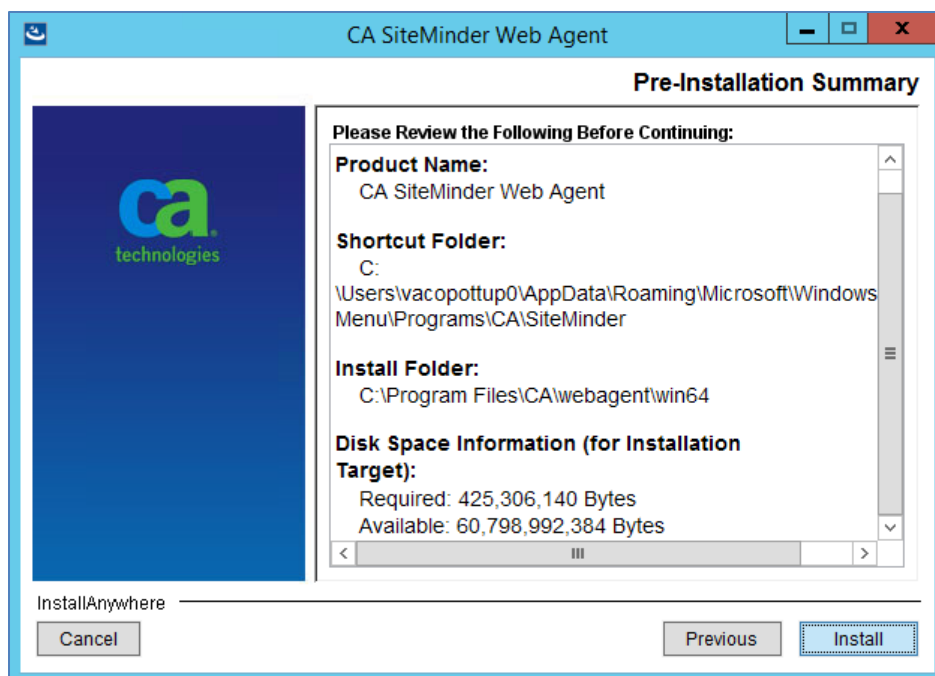 CA SiteMinder Web Agent
Pre-Installation Summary
ca
technologies
Please Review the Following Before Continuing:
Product Name:
CA SiteMinder Web Agent
Shortcut Folder:
C:
\Users\vacopottup0\AppData\Roaming\Microsoft\Windows
Menu\Programs\CA\SiteMinder
Install Folder:
C:\Program Files\CA\webagent\win64
Disk Space Information (for Installation
Target):
Required: 425,306,140 Bytes
Available: 60,798,992,384 Bytes
InstallAnywhere
Cancel
Previous
Install